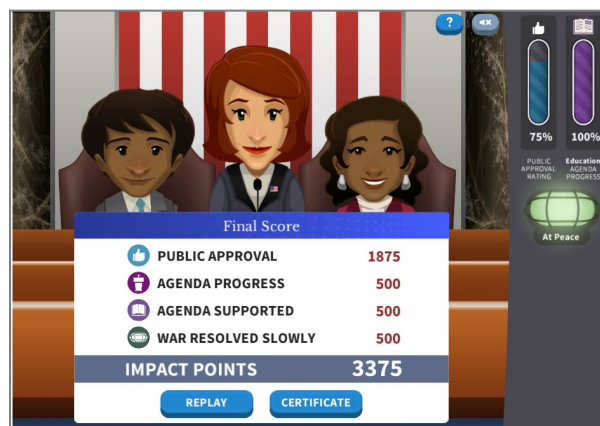 ?
Final Score
PUBLIC APPROVAL 1875
AGENDA PROGRESS 500
AGENDA SUPPORTED 500
WAR RESOLVED SLOWLY 500
IMPACT POINTS 3375
REPLAY CERTIFICATE
75% 100%
PUBLIC APPROVAL RATING
Education AGENDA PROGRESS
At Peace